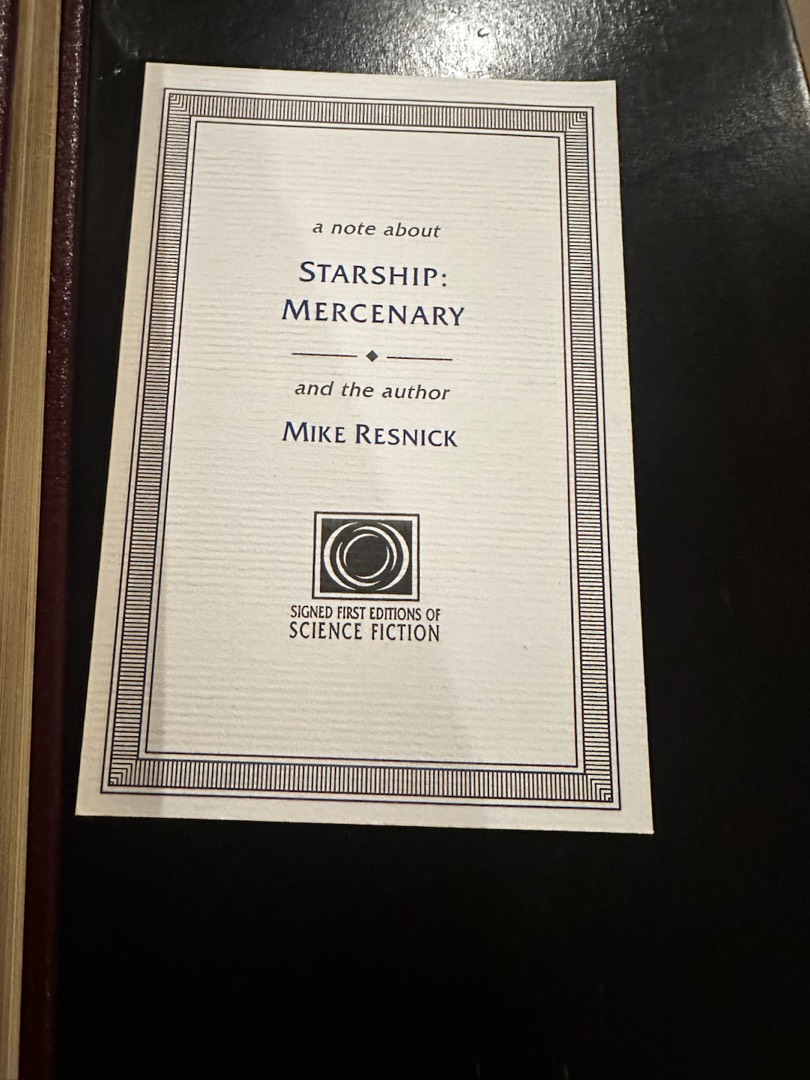 a note about
STARSHIP:
MERCENARY
and the author
MIKE RESNICK
SIGNED FIRST EDITIONS OF
SCIENCE FICTION